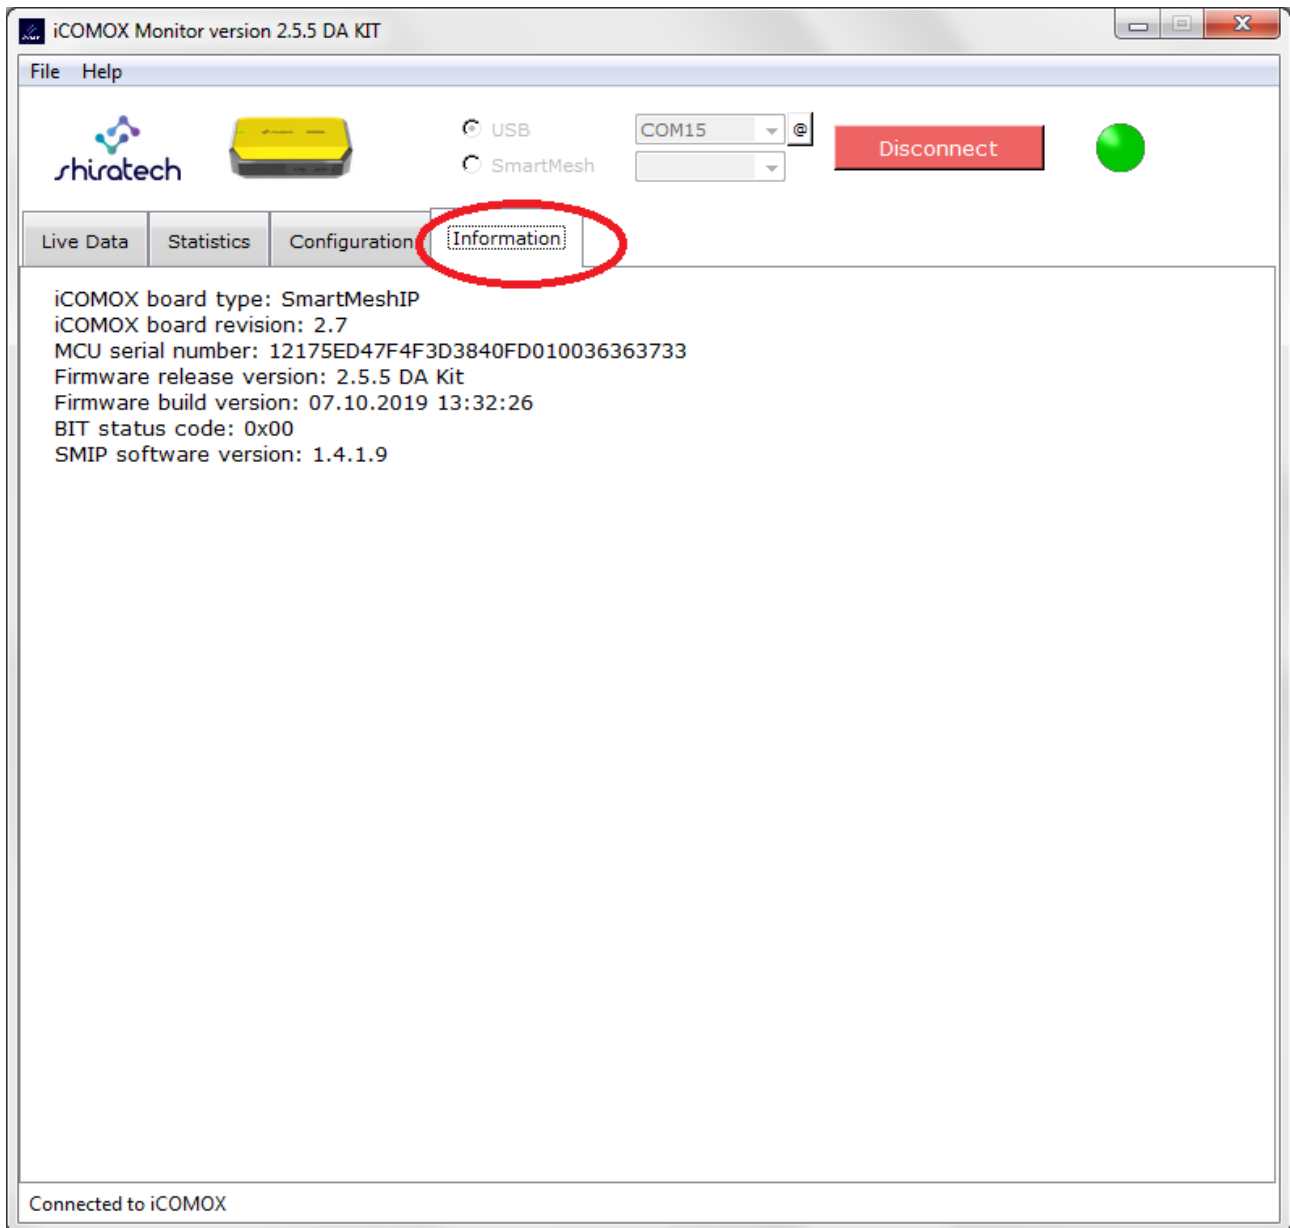 iCOMOX Monitor version 2.5.5 DA KIT
File Help
shiratech
USB
COM15
@
SmartMesh
Disconnect
Live Data
Statistics
Configuration
Information
iCOMOX board type: SmartMeshIP
iCOMOX board revision: 2.7
MCU serial number: 12175ED47F4F3D3840FD010036363733
Firmware release version: 2.5.5 DA Kit
Firmware build version: 07.10.2019 13:32:26
BIT status code: 0x00
SMIP software version: 1.4.1.9
Connected to iCOMOX